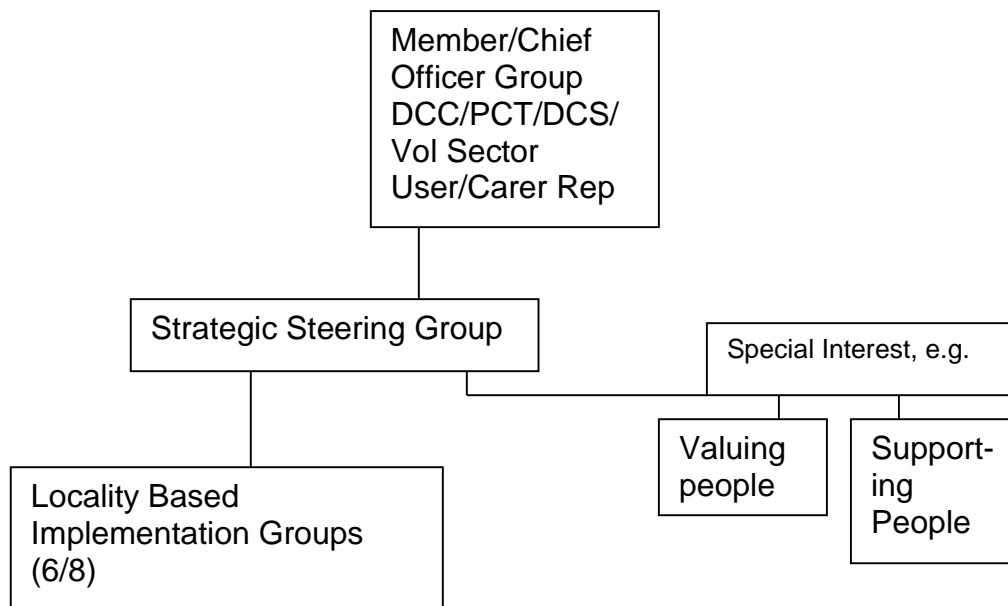 Member/Chief
Officer Group
DCC/PCT/DCS/
Vol Sector
User/Carer Rep
Strategic Steering Group
Special Interest, e.g.
Valuing
people
Support-
ing
People
Locality Based
Implementation Groups
(6/8)